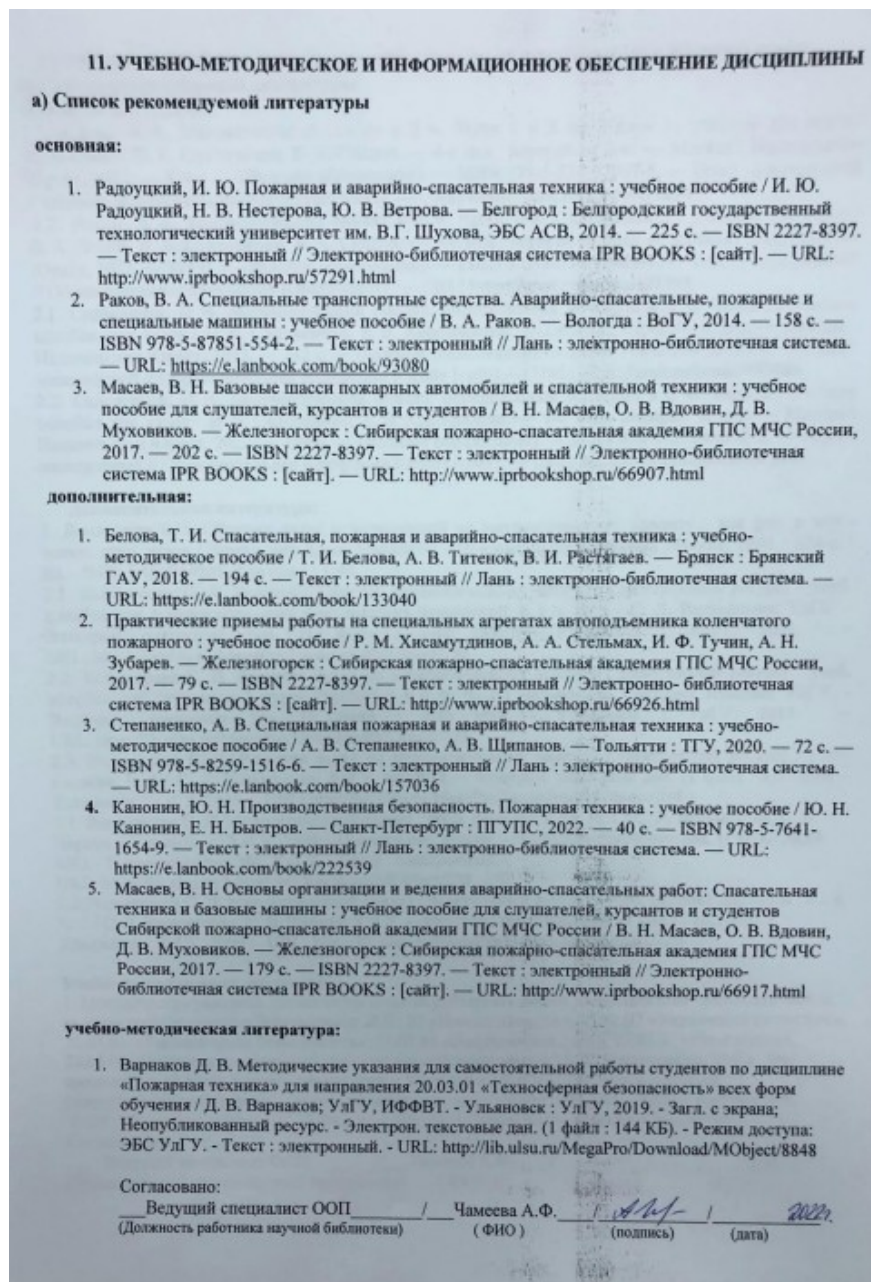 11. УЧЕБНО-МЕТОДИЧЕСКОЕ И ИНФОРМАЦИОННОЕ ОБЕСПЕЧЕНИЕ ДИСЦИПЛИНЫ
а) Список рекомендуемой литературы
основная:
1. Радоуцкий, И. Ю. Пожарная и аварийно-спасательная техника : учебное пособие / И. Ю.
Радоуцкий, Н. В. Нестерова, Ю. В. Ветрова. — Белгород : Белгородский государственный
технологический университет им. В.Г. Шухова, ЭБС АСВ, 2014. — 225 с. — ISBN 2227-8397.
— Текст : электронный // Электронно-библиотечная система IPR BOOKS : [сайт]. — URL:
http://www.iprbookshop.ru/57291.html
2. Раков, В. А. Специальные транспортные средства. Аварийно-спасательные, пожарные и
специальные машины : учебное пособие / В. А. Раков. — Вологда : ВоГУ, 2014. — 158 с. —
ISBN 978-5-87851-554-2. — Текст : электронный // Лань : электронно-библиотечная система.
— URL: https://e.lanbook.com/book/93080
3. Масаев, В. Н. Базовые шасси пожарных автомобилей и спасательной техники : учебное
пособие для слушателей, курсантов и студентов / В. Н. Масаев, О. В. Вдовин, Д. В.
Муховиков. — Железногорск : Сибирская пожарно-спасательная академия ГПС МЧС России,
2017. — 202 с. — ISBN 2227-8397. — Текст : электронный // Электронно-библиотечная
система IPR BOOKS : [сайт]. — URL: http://www.iprbookshop.ru/66907.html
дополнительная:
1. Белова, Т. И. Спасательная, пожарная и аварийно-спасательная техника : учебно-
методическое пособие / Т. И. Белова, А. В. Титенок, В. И. Растягаев. — Брянск : Брянский
ГАУ, 2018. — 194 с. — Текст : электронный // Лань : электронно-библиотечная система. —
URL: https://e.lanbook.com/book/133040
2. Практические приемы работы на специальных агрегатах автоподъемника коленчатого
пожарного : учебное пособие / Р. М. Хисамутдинов, А. А. Стельмах, И. Ф. Тучин, А. Н.
Зубарев. — Железногорск : Сибирская пожарно-спасательная академия ГПС МЧС России,
2017. — 79 с. — ISBN 2227-8397. — Текст : электронный // Электронно- библиотечная
система IPR BOOKS : [сайт]. — URL: http://www.iprbookshop.ru/66926.html
3. Степаненко, А. В. Специальная пожарная и аварийно-спасательная техника : учебно-
методическое пособие / А. В. Степаненко, А. В. Щипанов. — Тольятти : ТГУ, 2020. — 72 с. —
ISBN 978-5-8259-1516-6. — Текст : электронный // Лань : электронно-библиотечная система.
— URL: https://e.lanbook.com/book/157036
4. Канонин, Ю. Н. Производственная безопасность. Пожарная техника : учебное пособие / Ю. Н.
Канонин, Е. Н. Быстров. — Санкт-Петербург : ПГУПС, 2022. — 40 с. — ISBN 978-5-7641-
1654-9. — Текст : электронный // Лань : электронно-библиотечная система. — URL:
https://e.lanbook.com/book/222539
5. Масаев, В. Н. Основы организации и ведения аварийно-спасательных работ: Спасательная
техника и базовые машины : учебное пособие для слушателей, курсантов и студентов
Сибирской пожарно-спасательной академии ГПС МЧС России / В. Н. Масаев, О. В. Вдовин,
Д. В. Муховиков. — Железногорск : Сибирская пожарно-спасательная академия ГПС МЧС
России, 2017. — 179 с. — ISBN 2227-8397. — Текст : электронный // Электронно-
библиотечная система IPR BOOKS : [сайт]. — URL: http://www.iprbookshop.ru/66917.html
учебно-методическая литература:
1. Варнаков Д. В. Методические указания для самостоятельной работы студентов по дисциплине
«Пожарная техника» для направления 20.03.01 «Техносферная безопасность» всех форм
обучения / Д. В. Варнаков; УлГУ, ИФФВТ. - Ульяновск : УлГУ, 2019. - Загл. с экрана;
Неопубликованный ресурс. - Электрон. текстовые дан. (1 файл : 144 КБ). - Режим доступа:
ЭБС УлГУ. - Текст : электронный. - URL: http://lib.ulsu.ru/MegaPro/Download/MObject/8848
Согласовано:
___Ведущий специалист ООП________/___Чамеева А.Ф.____/________/________ 2022г.
(Должность работника научной библиотеки) ( ФИО ) (подпись) (дата)